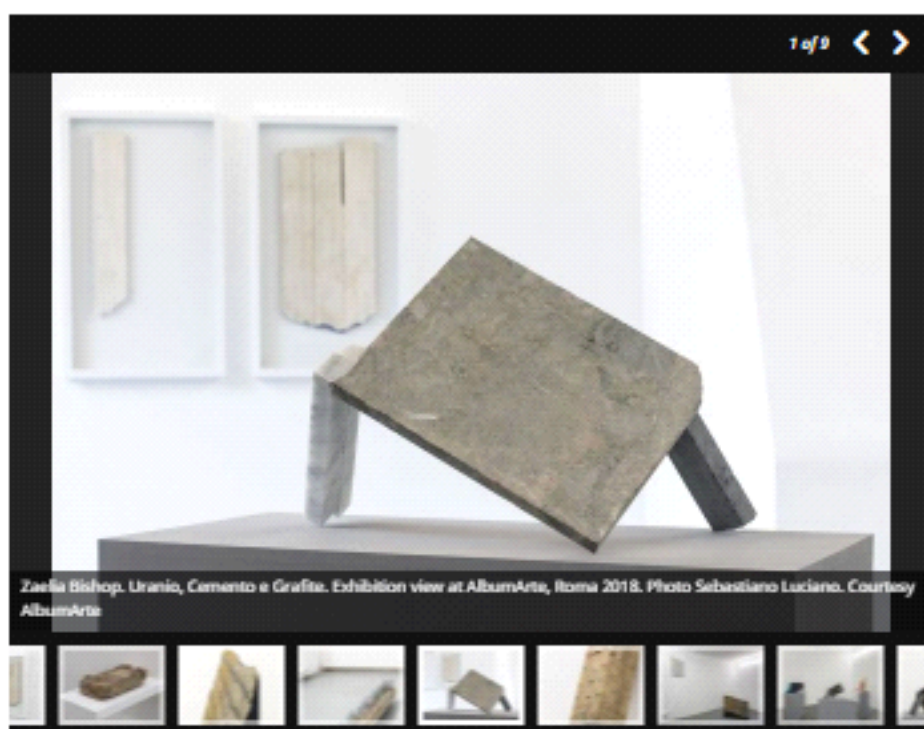 1 of 9
Zaelia Bishop. Uranio, Cemento e Grafite. Exhibition view at AlbumArte, Roma 2018. Photo Sebastiano Luciano. Courtesy
AlbumArte